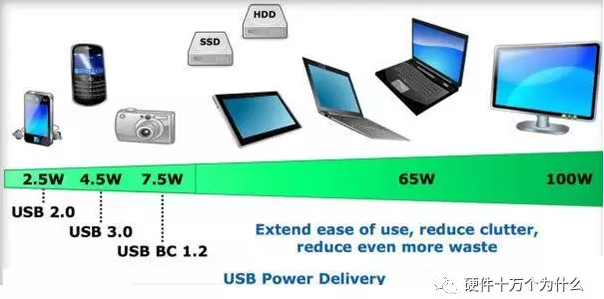 HDD
SSD
2.5W 4.5W 7.5W 65W 100W
USB 2.0
USB 3.0
USB BC 1.2
Extend ease of use, reduce clutter,
reduce even more waste
USB Power Delivery
硬件十万个为什么